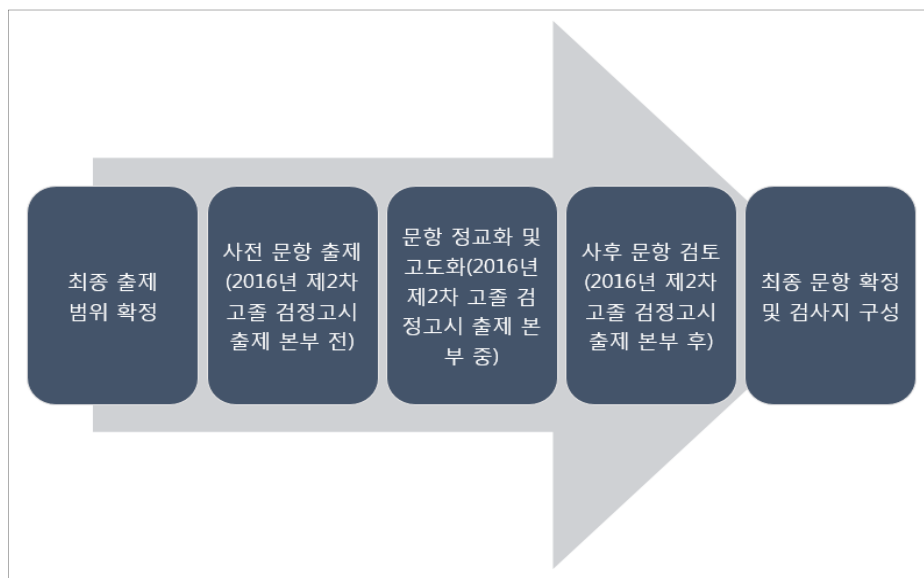 최종 출제
범위 확정
사전 문항 출제
(2016년 제2차
고졸 검정고시
출제 본부 전)
문항 정교화 및
고도화(2016년
제2차 고졸 검
정고시 출제 본
부 중)
사후 문항 검토
(2016년 제2차
고졸 검정고시
출제 본부 후)
최종 문항 확정
및 검사지 구성